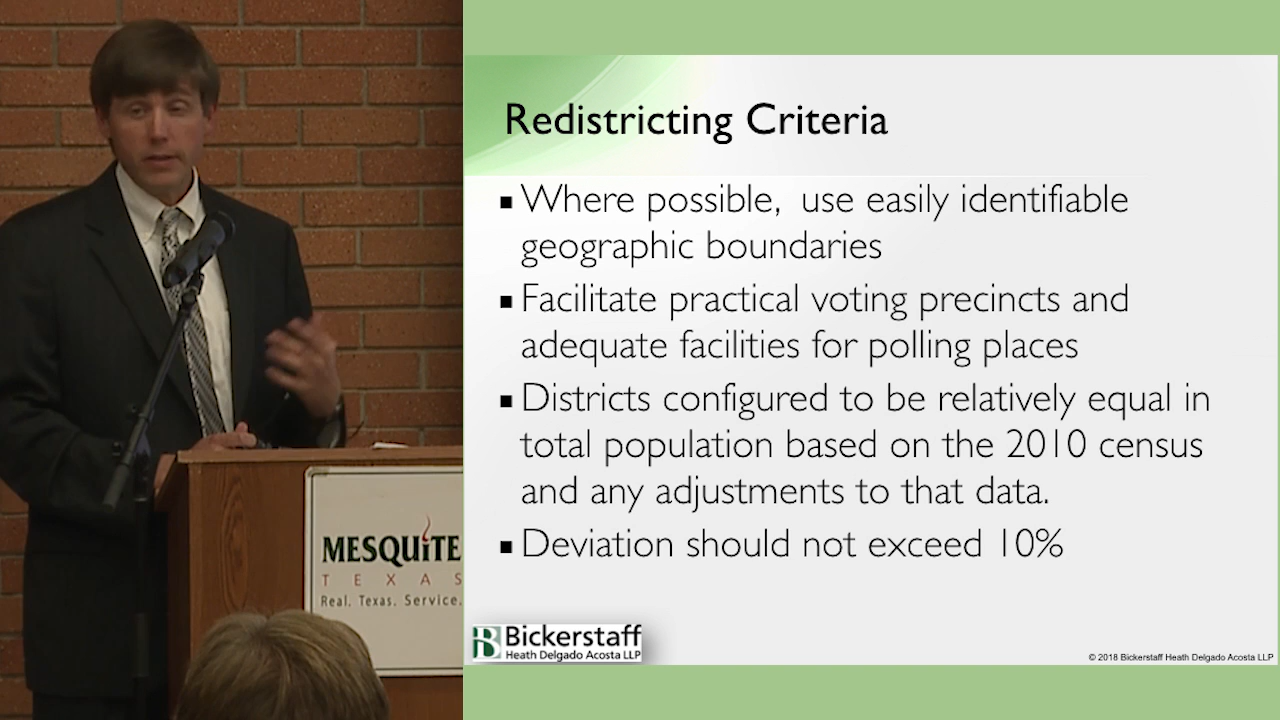 Redistricting Criteria
▪ Where possible,  use easily identifiable
geographic boundaries
▪ Facilitate practical voting precincts and
adequate facilities for polling places
▪ Districts configured to be relatively equal in
total population based on the 2010 census
and any adjustments to that data.
▪ Deviation should not exceed 10%
MESQUiTE
TEXAS
Real. Texas. Service.
B Bickerstaff
Heath Delgado Acosta LLP
© 2018 Bickerstaff Heath Delgado Acosta LLP